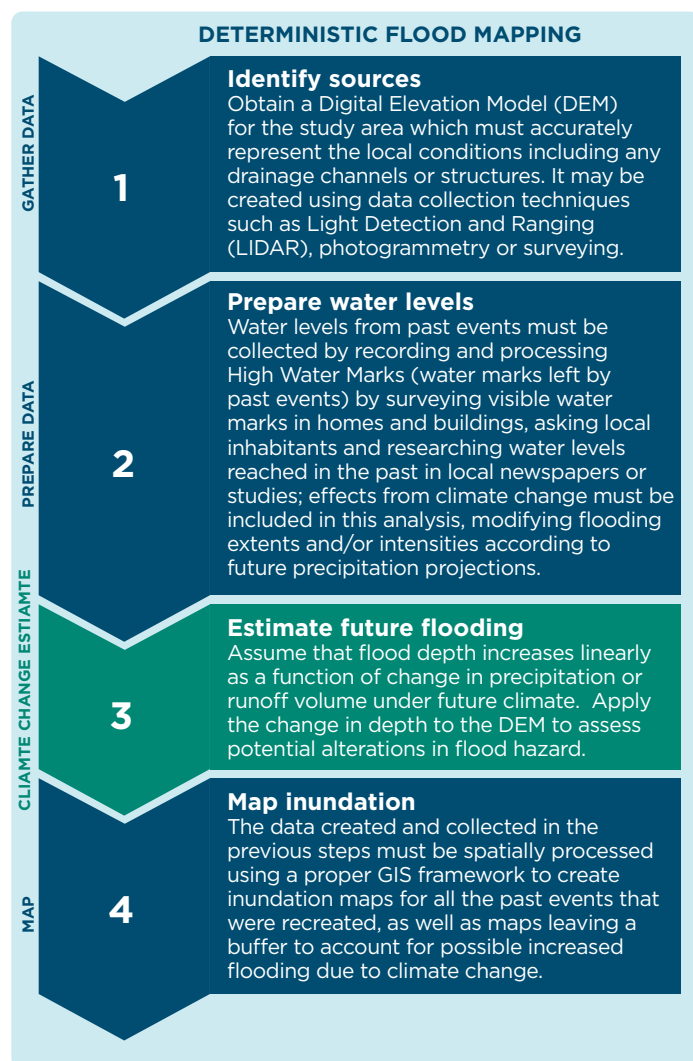 DETERMINISTIC FLOOD MAPPING
GATHER DATA
1
Identify sources
Obtain a Digital Elevation Model (DEM)
for the study area which must accurately
represent the local conditions including any
drainage channels or structures. It may be
created using data collection techniques
such as Light Detection and Ranging
(LIDAR), photogrammetry or surveying.
PREPARE DATA
2
Prepare water levels
Water levels from past events must be
collected by recording and processing
High Water Marks (water marks left by
past events) by surveying visible water
marks in homes and buildings, asking local
inhabitants and researching water levels
reached in the past in local newspapers or
studies; effects from climate change must be
included in this analysis, modifying flooding
extents and/or intensities according to
future precipitation projections.
CLIAMTE CHANGE ESTIAMTE
3
Estimate future flooding
Assume that flood depth increases linearly
as a function of change in precipitation or
runoff volume under future climate.  Apply
the change in depth to the DEM to assess
potential alterations in flood hazard.
MAP
4
Map inundation
The data created and collected in the
previous steps must be spatially processed
using a proper GIS framework to create
inundation maps for all the past events that
were recreated, as well as maps leaving a
buffer to account for possible increased
flooding due to climate change.